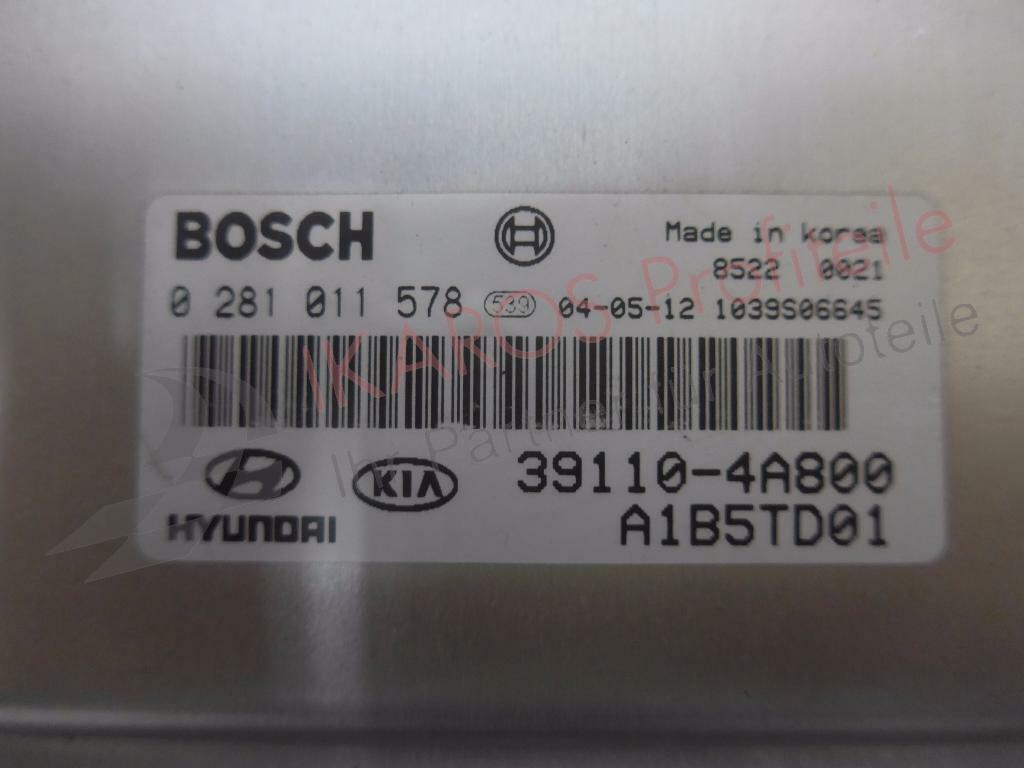 BOSCH
Made in korea
8522 0021
0 281 011 578 539 04-05-12 1039S06645
IKAROS Profiteile
Ihr Partner für Autoteile
KIA 39110-4A800
HYUNDAI A1B5TD01